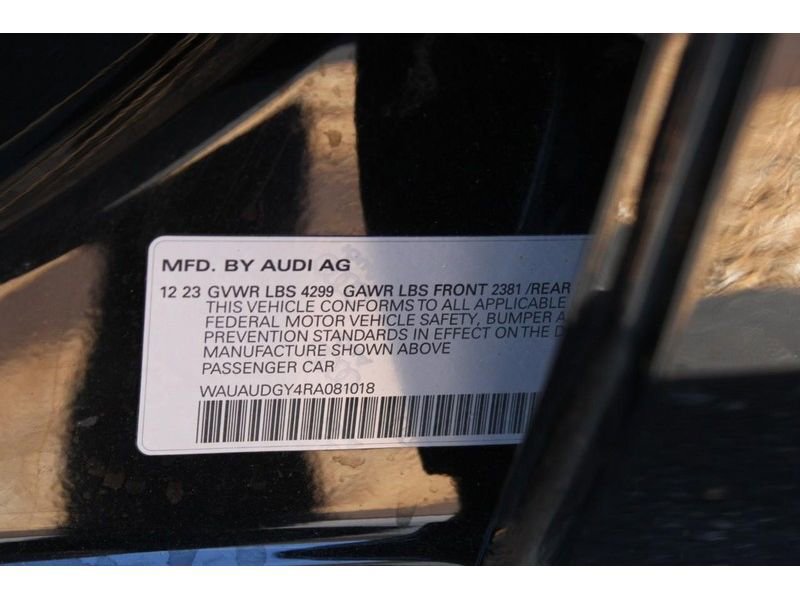 MFD. BY AUDI AG
12 23 GVWR LBS 4299 GAWR LBS FRONT 2381 /REAR
THIS VEHICLE CONFORMS TO ALL APPLICABLE
FEDERAL MOTOR VEHICLE SAFETY, BUMPER A
PREVENTION STANDARDS IN EFFECT ON THE D
MANUFACTURE SHOWN ABOVE
PASSENGER CAR
WAUAUDGY4RA081018